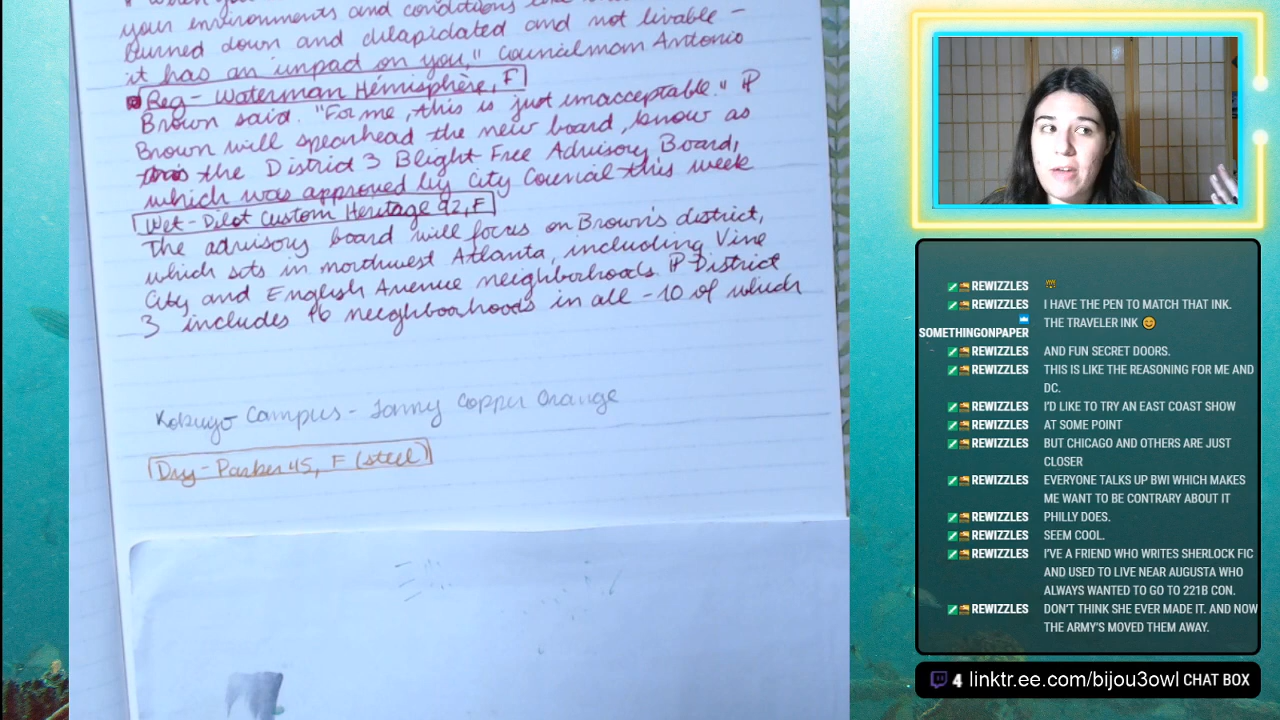 your environments and conditions
burned down and dilapidated and not livable -
it has an inpact on you," Councilman Antonio
Reg - Waterman Hémisphère, F
Brown said. "For me, this is just unacceptable." P
Brown will spearhead the new board, know as
the District 3 Blight Free Advisory Board,
which was approved by City Council this week
Wet - Pilot Custom Heritage 92, F
The advisory board will focus on Brown's district,
which sits in northwest Atlanta, including Vine
City and English Avenue neighborhoods. P District
3 includes 16 neighborhoods in all - 10 of which
Kokuyo Campus - Lamy Copper Orange
Dry - Parker 45, F (steel)
REWIZZLES
REWIZZLES I HAVE THE PEN TO MATCH THAT INK.
SOMETHINGONPAPER THE TRAVELER INK
REWIZZLES AND FUN SECRET DOORS.
REWIZZLES THIS IS LIKE THE REASONING FOR ME AND
DC.
REWIZZLES I'D LIKE TO TRY AN EAST COAST SHOW
REWIZZLES AT SOME POINT
REWIZZLES BUT CHICAGO AND OTHERS ARE JUST
CLOSER
REWIZZLES EVERYONE TALKS UP BWI WHICH MAKES
ME WANT TO BE CONTRARY ABOUT IT
REWIZZLES PHILLY DOES.
REWIZZLES SEEM COOL.
REWIZZLES I'VE A FRIEND WHO WRITES SHERLOCK FIC
AND USED TO LIVE NEAR AUGUSTA WHO
ALWAYS WANTED TO GO TO 221B CON.
REWIZZLES DON'T THINK SHE EVER MADE IT. AND NOW
THE ARMY'S MOVED THEM AWAY.
4 linktr.ee.com/bijou3owl CHAT BOX